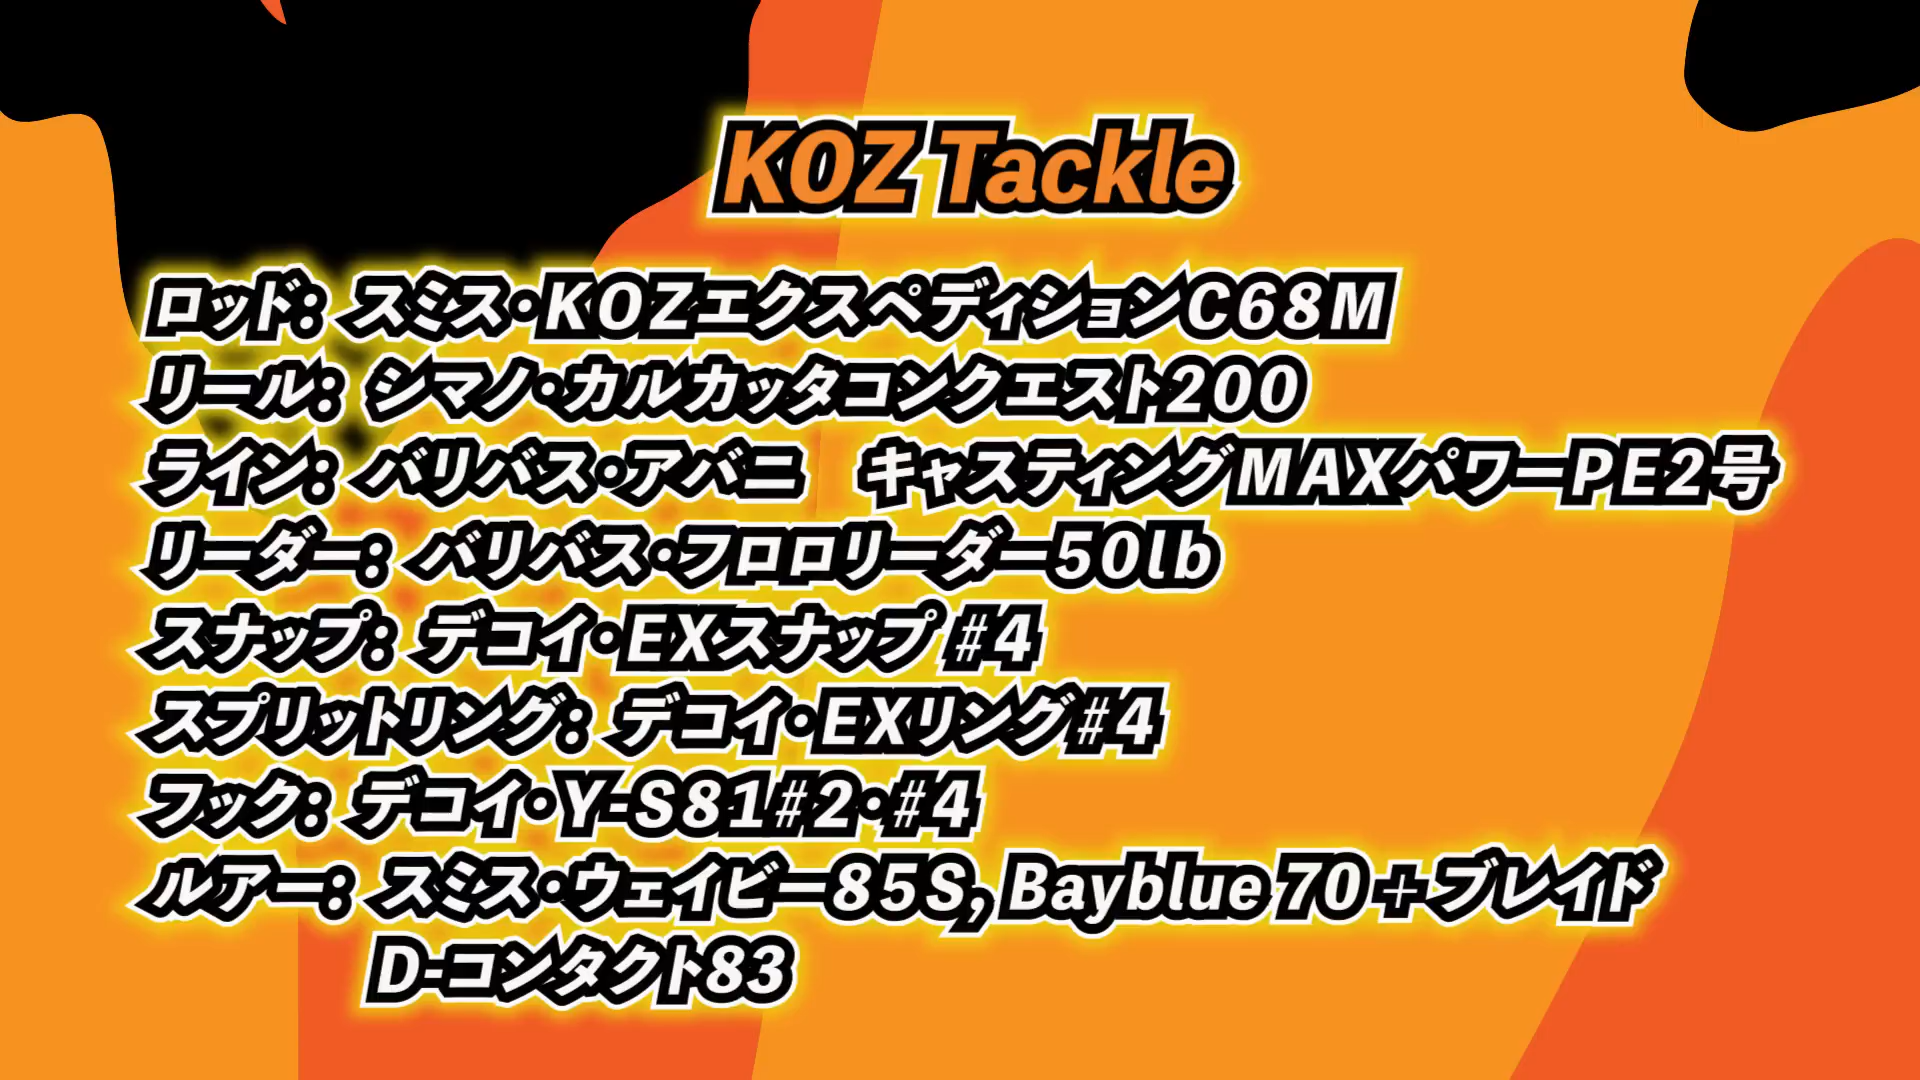 KOZ Tackle
ロッド: スミス・KOZエクスペディションC68M
リール: シマノ・カルカッタコンクエスト200
ライン: バリバス・アバニ　キャスティングMAXパワーPE2号
リーダー: バリバス・フロロリーダー50lb
スナップ: デコイ・EXスナップ #4
スプリットリング: デコイ・EXリング#4
フック: デコイ・Y-S81#2・#4
ルアー: スミス・ウェイビー85S, Bayblue 70＋ブレイド
D-コンタクト83